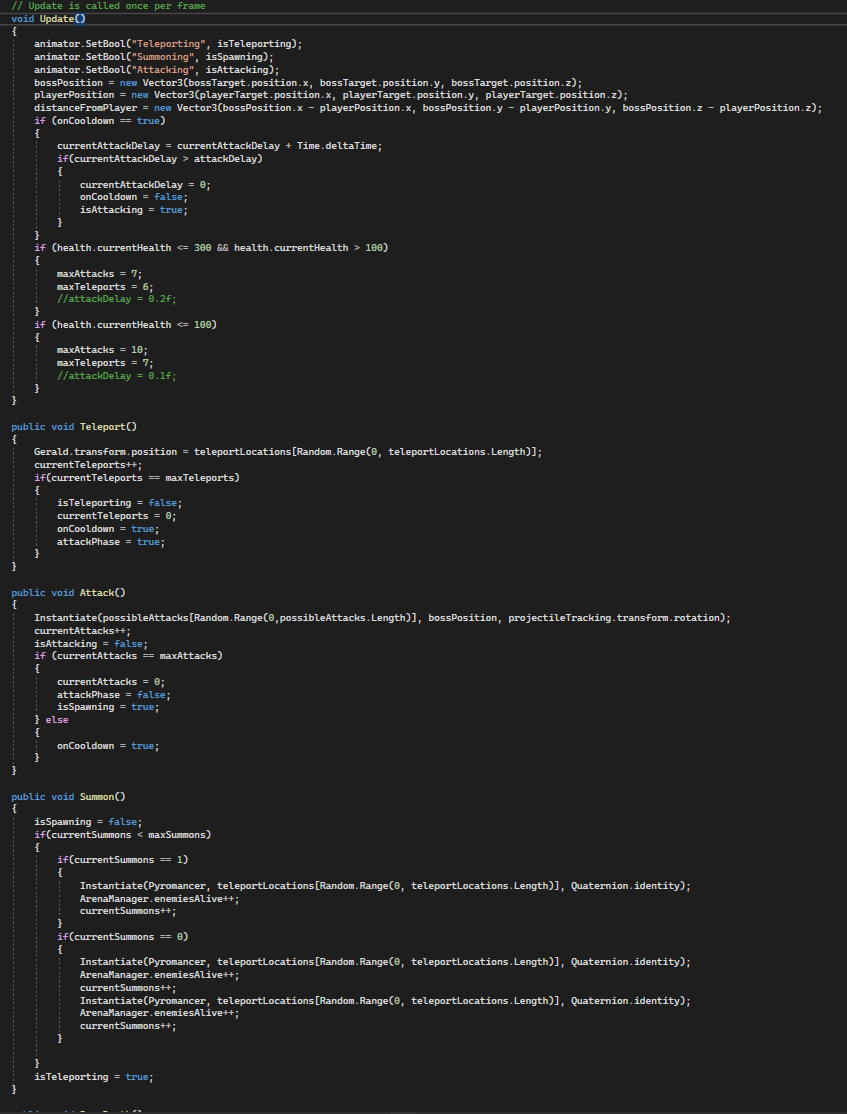 // Update is called once per frame
void Update()
{
    animator.SetBool("Teleporting", isTeleporting);
    animator.SetBool("Summoning", isSpawning);
    animator.SetBool("Attacking", isAttacking);
    bossPosition = new Vector3(bossTarget.position.x, bossTarget.position.y, bossTarget.position.z);
    playerPosition = new Vector3(playerTarget.position.x, playerTarget.position.y, playerTarget.position.z);
    distanceFromPlayer = new Vector3(bossPosition.x - playerPosition.x, bossPosition.y - playerPosition.y, bossPosition.z - playerPosition.z);
    if (onCooldown == true)
    {
        currentAttackDelay = currentAttackDelay + Time.deltaTime;
        if(currentAttackDelay > attackDelay)
        {
            currentAttackDelay = 0;
            onCooldown = false;
            isAttacking = true;
        }
    }
    if (health.currentHealth <= 300 && health.currentHealth > 100)
    {
        maxAttacks = 7;
        maxTeleports = 6;
        //attackDelay = 0.2f;
    }
    if (health.currentHealth <= 100)
    {
        maxAttacks = 10;
        maxTeleports = 7;
        //attackDelay = 0.1f;
    }
}

public void Teleport()
{
    Gerald.transform.position = teleportLocations[Random.Range(0, teleportLocations.Length)];
    currentTeleports++;
    if(currentTeleports == maxTeleports)
    {
        isTeleporting = false;
        currentTeleports = 0;
        onCooldown = true;
        attackPhase = true;
    }
}

public void Attack()
{
    Instantiate(possibleAttacks[Random.Range(0,possibleAttacks.Length)], bossPosition, projectileTracking.transform.rotation);
    currentAttacks++;
    isAttacking = false;
    if (currentAttacks == maxAttacks)
    {
        currentAttacks = 0;
        attackPhase = false;
        isSpawning = true;
    } else
    {
        onCooldown = true;
    }
}

public void Summon()
{
    isSpawning = false;
    if(currentSummons < maxSummons)
    {
        if(currentSummons == 1)
        {
            Instantiate(Pyromancer, teleportLocations[Random.Range(0, teleportLocations.Length)], Quaternion.identity);
            ArenaManager.enemiesAlive++;
            currentSummons++;
        }
        if(currentSummons == 0)
        {
            Instantiate(Pyromancer, teleportLocations[Random.Range(0, teleportLocations.Length)], Quaternion.identity);
            ArenaManager.enemiesAlive++;
            currentSummons++;
            Instantiate(Pyromancer, teleportLocations[Random.Range(0, teleportLocations.Length)], Quaternion.identity);
            ArenaManager.enemiesAlive++;
            currentSummons++;
        }

    }
    isTeleporting = true;
}